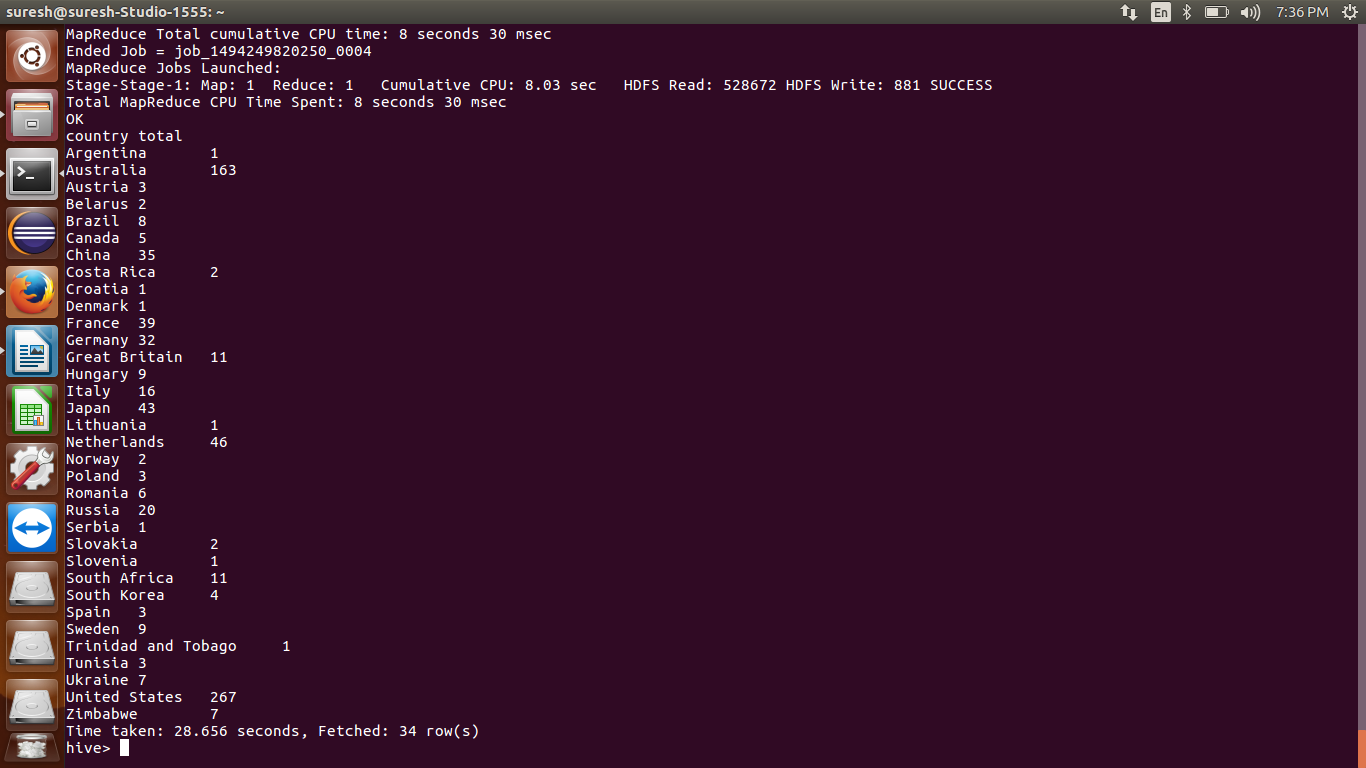 suresh@suresh-Studio-1555: ~
En
7:36 PM
MapReduce Total cumulative CPU time: 8 seconds 30 msec
Ended Job = job_1494249820250_0004
MapReduce Jobs Launched:
Stage-Stage-1: Map: 1  Reduce: 1   Cumulative CPU: 8.03 sec   HDFS Read: 528672 HDFS Write: 881 SUCCESS
Total MapReduce CPU Time Spent: 8 seconds 30 msec
OK
country total
Argentina       1
Australia       163
Austria 3
Belarus 2
Brazil  8
Canada  5
China   35
Costa Rica      2
Croatia 1
Denmark 1
France  39
Germany 32
Great Britain   11
Hungary 9
Italy   16
Japan   43
Lithuania       1
Netherlands     46
Norway  2
Poland  3
Romania 6
Russia  20
Serbia  1
Slovakia        2
Slovenia        1
South Africa    11
South Korea     4
Spain   3
Sweden  9
Trinidad and Tobago     1
Tunisia 3
Ukraine 7
United States   267
Zimbabwe        7
Time taken: 28.656 seconds, Fetched: 34 row(s)
hive>